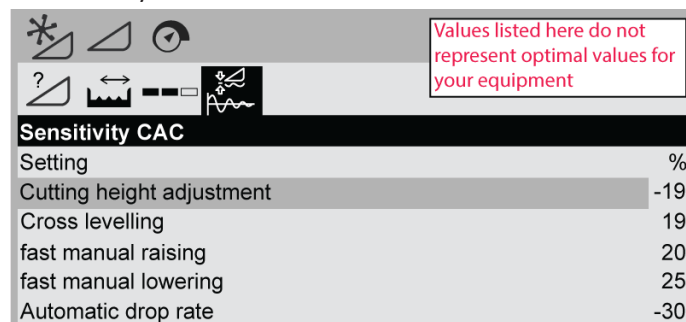 Values listed here do not
represent optimal values for
your equipment
?
Sensitivity CAC
Setting %
Cutting height adjustment -19
Cross levelling 19
fast manual raising 20
fast manual lowering 25
Automatic drop rate -30